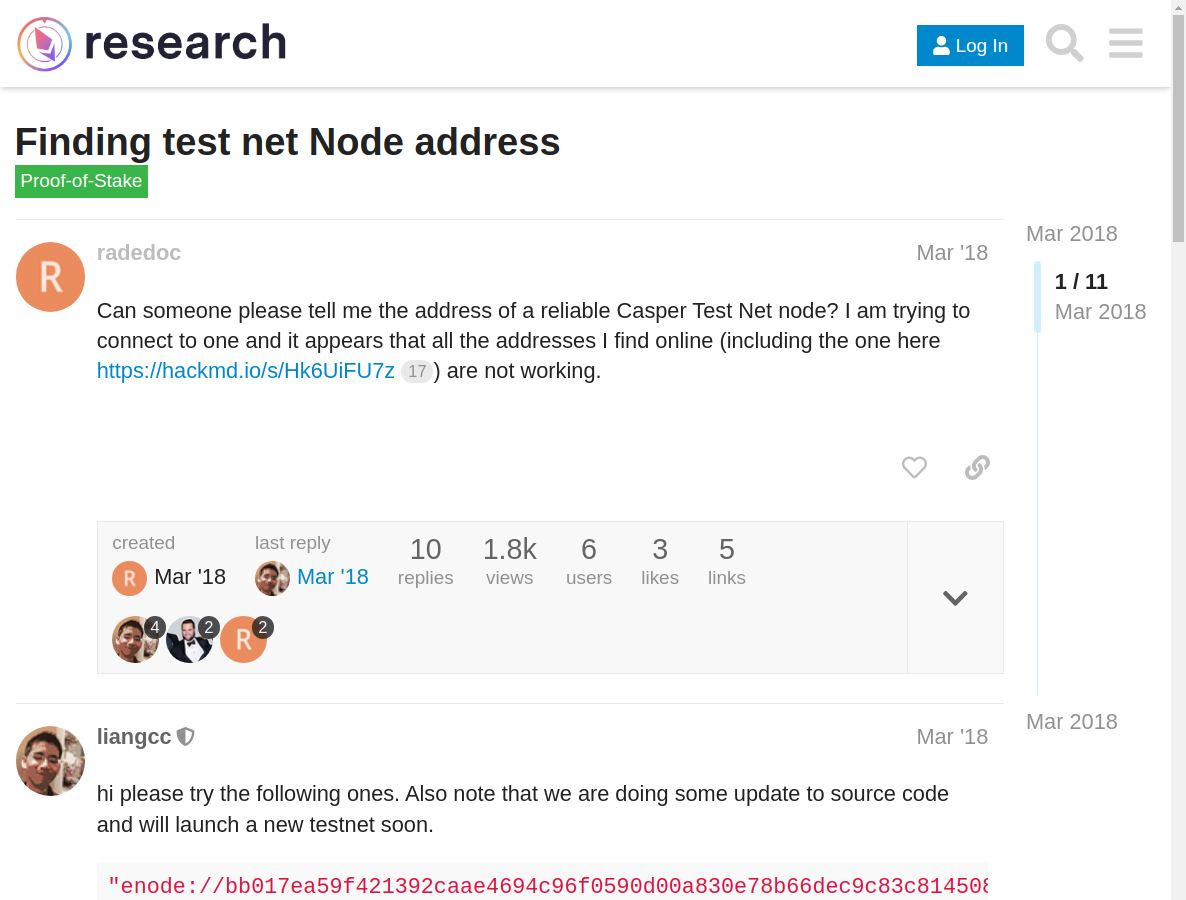 research
Log In
Finding test net Node address
Proof-of-Stake
radedoc
Mar '18
Can someone please tell me the address of a reliable Casper Test Net node? I am trying to
connect to one and it appears that all the addresses I find online (including the one here
https://hackmd.io/s/Hk6UiFU7z 17) are not working.
Mar 2018
1 / 11
Mar 2018
created
R Mar '18
last reply
Mar '18
10 replies
1.8k views
6 users
3 likes
5 links
4 2 R 2
Mar 2018
liangcc
Mar '18
hi please try the following ones. Also note that we are doing some update to source code
and will launch a new testnet soon.
"enode://bb017ea59f421392caae4694c96f0590d00a830e78b66dec9c83c814508